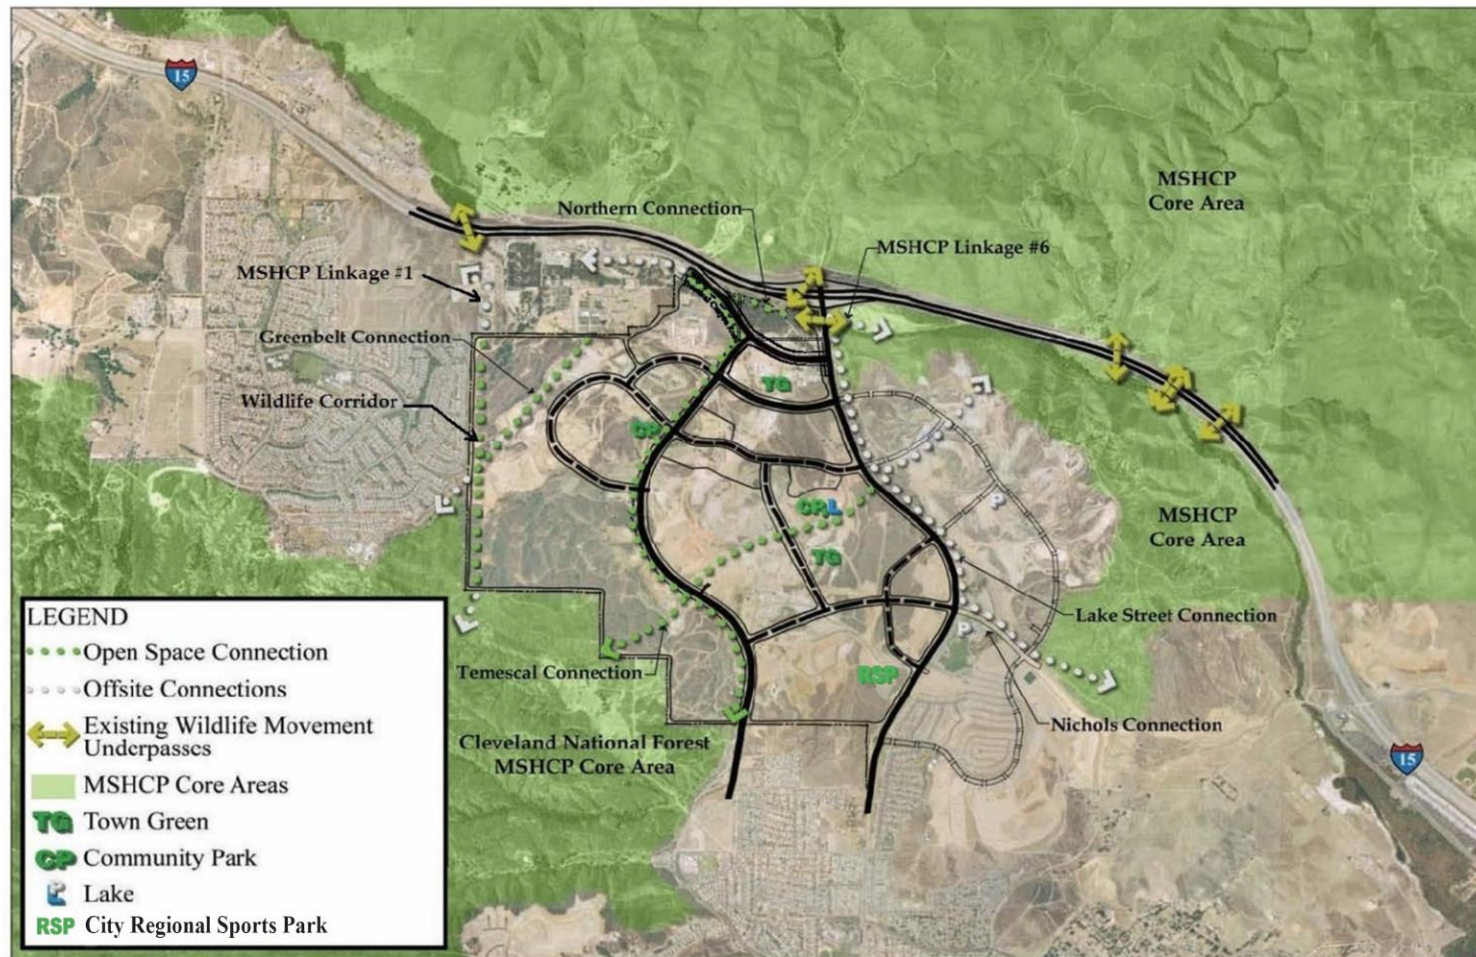 15
MSHCP
Core Area
Northern Connection
MSHCP Linkage #6
MSHCP Linkage #1
Greenbelt Connection
TG
Wildlife Corridor
CP
P
CP L
MSHCP
Core Area
TG
LEGEND
Open Space Connection
Offsite Connections
Existing Wildlife Movement
Underpasses
MSHCP Core Areas
TG Town Green
CP Community Park
P
L Lake
RSP City Regional Sports Park
Lake Street Connection
P
Temescal Connection
RSP
Nichols Connection
Cleveland National Forest
MSHCP Core Area
15